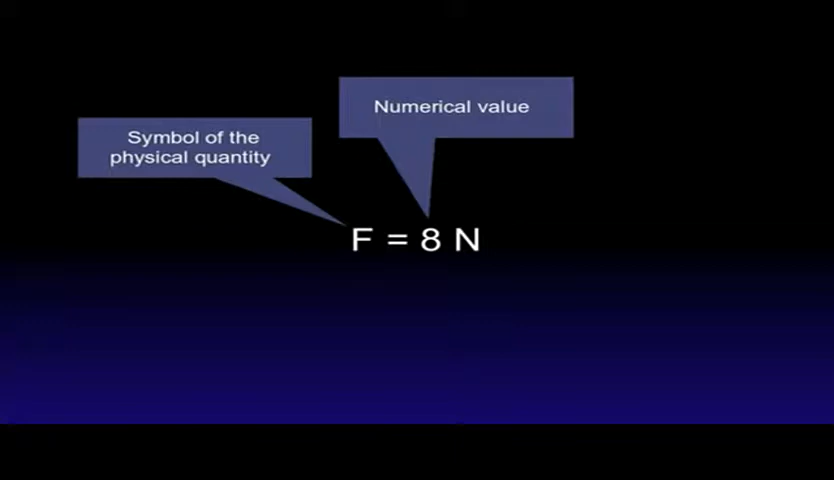 Numerical value
Symbol of the
physical quantity
F = 8 N